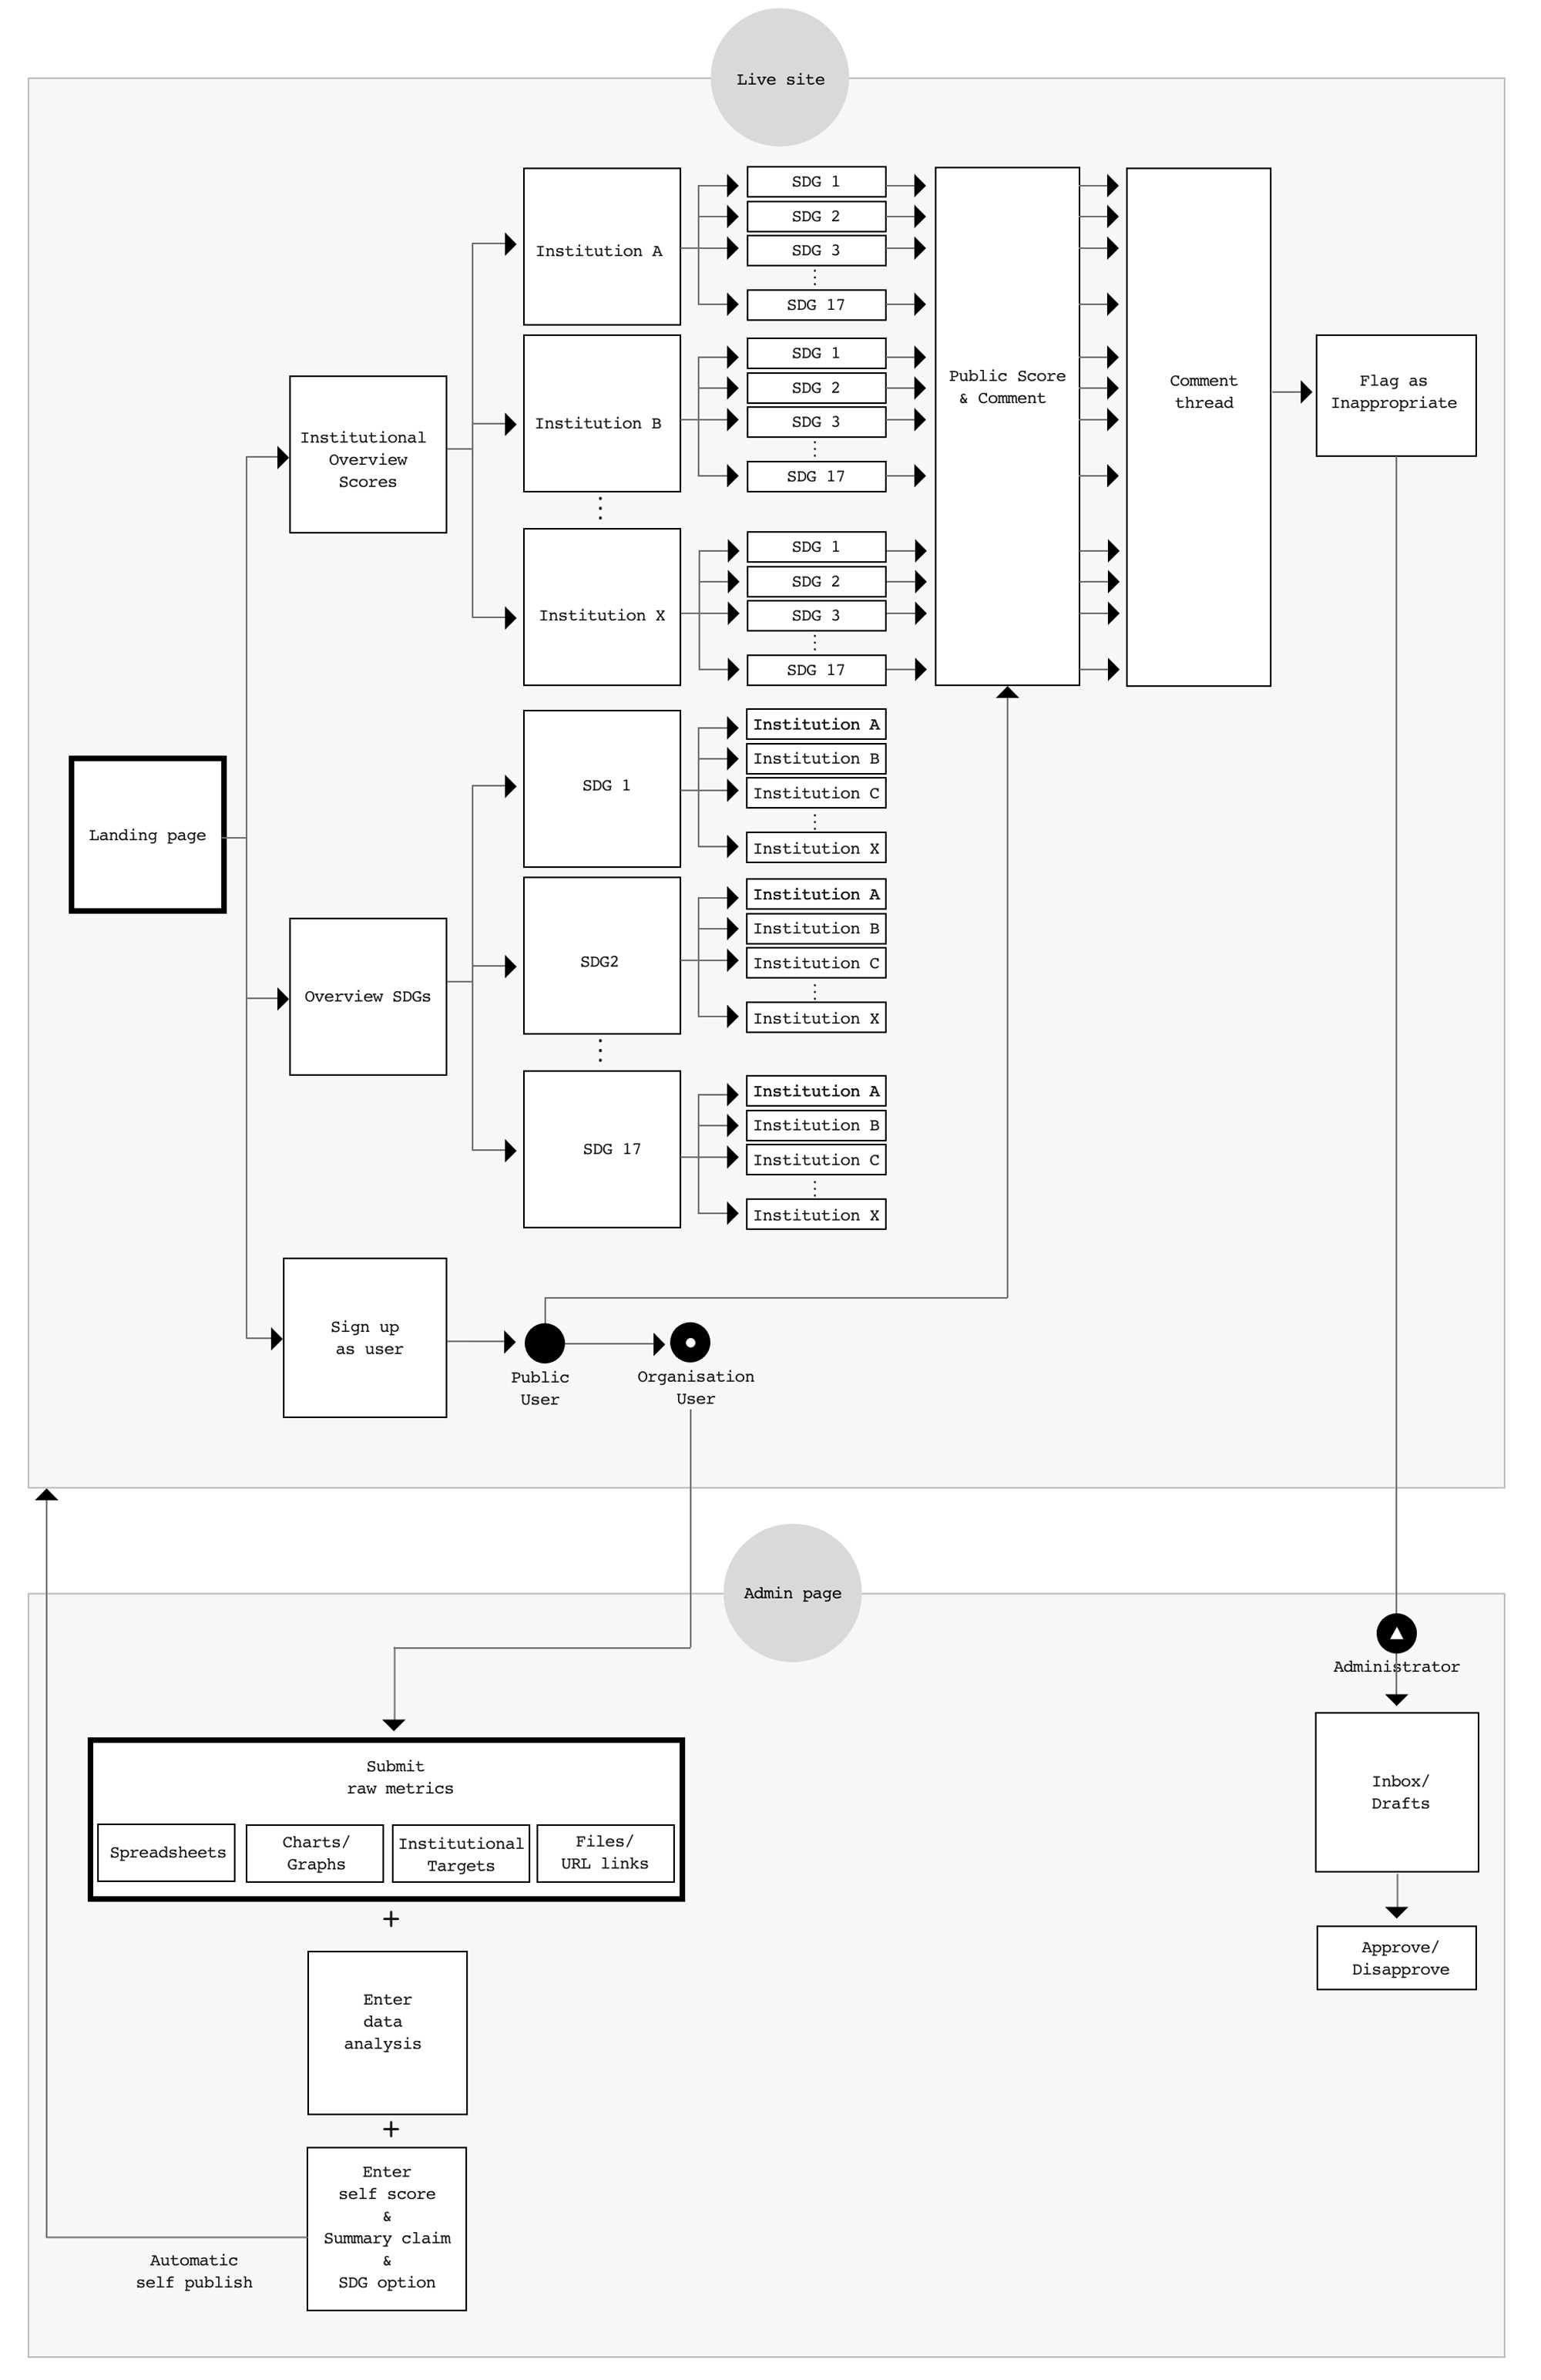 Live site
Institution A
SDG 1
SDG 2
SDG 3
SDG 17
Institution B
SDG 1
SDG 2
SDG 3
SDG 17
Institution X
SDG 1
SDG 2
SDG 3
SDG 17
Public Score
& Comment
Comment
thread
Flag as
Inappropriate
Institutional
Overview
Scores
Landing page
Overview SDGs
SDG 1
Institution A
Institution B
Institution C
Institution X
SDG2
Institution A
Institution B
Institution C
Institution X
SDG 17
Institution A
Institution B
Institution C
Institution X
Sign up
as user
Public
User
Organisation
User
Admin page
Administrator
Submit
raw metrics
Spreadsheets
Charts/
Graphs
Institutional
Targets
Files/
URL links
+
Enter
data
analysis
+
Enter
self score
&
Summary claim
&
SDG option
Automatic
self publish
Inbox/
Drafts
Approve/
Disapprove